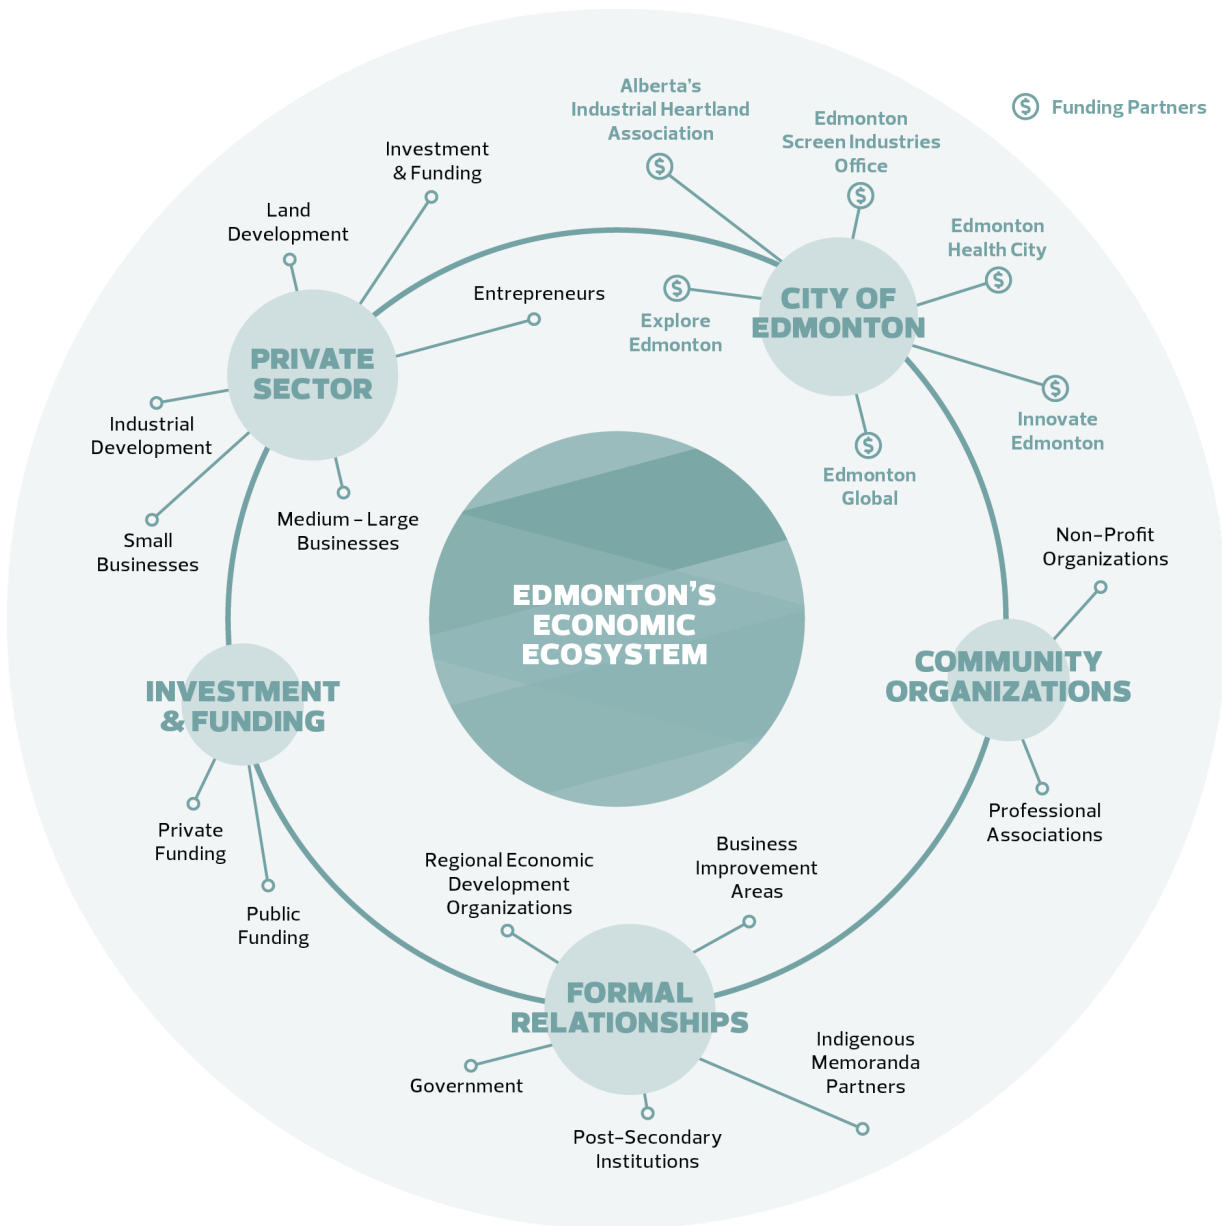 Alberta's
Industrial Heartland
Association
Edmonton
Screen Industries
Office
Funding Partners
Edmonton
Health City
Explore
Edmonton
CITY OF
EDMONTON
Innovate
Edmonton
Edmonton
Global
Investment
& Funding
Land
Development
Entrepreneurs
PRIVATE
SECTOR
Industrial
Development
Small
Businesses
Medium – Large
Businesses
EDMONTON'S
ECONOMIC
ECOSYSTEM
Non-Profit
Organizations
COMMUNITY
ORGANIZATIONS
Professional
Associations
INVESTMENT
& FUNDING
Private
Funding
Public
Funding
Regional Economic
Development
Organizations
Business
Improvement
Areas
FORMAL
RELATIONSHIPS
Government
Post-Secondary
Institutions
Indigenous
Memoranda
Partners